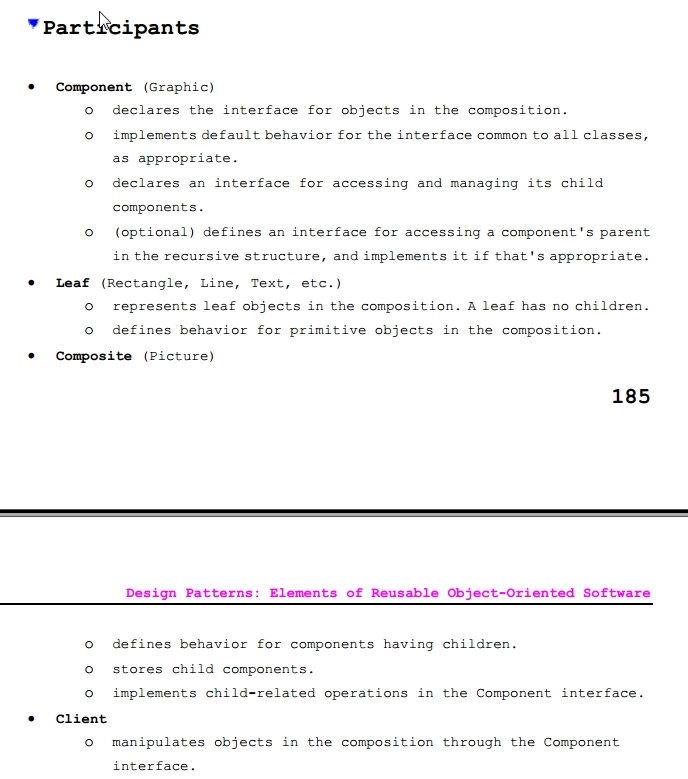 Participants
• Component (Graphic)
o declares the interface for objects in the composition.
o implements default behavior for the interface common to all classes,
as appropriate.
o declares an interface for accessing and managing its child
components.
o (optional) defines an interface for accessing a component's parent
in the recursive structure, and implements it if that's appropriate.
• Leaf (Rectangle, Line, Text, etc.)
o represents leaf objects in the composition. A leaf has no children.
o defines behavior for primitive objects in the composition.
• Composite (Picture)
185
Design Patterns: Elements of Reusable Object-Oriented Software
o defines behavior for components having children.
o stores child components.
o implements child-related operations in the Component interface.
• Client
o manipulates objects in the composition through the Component
interface.